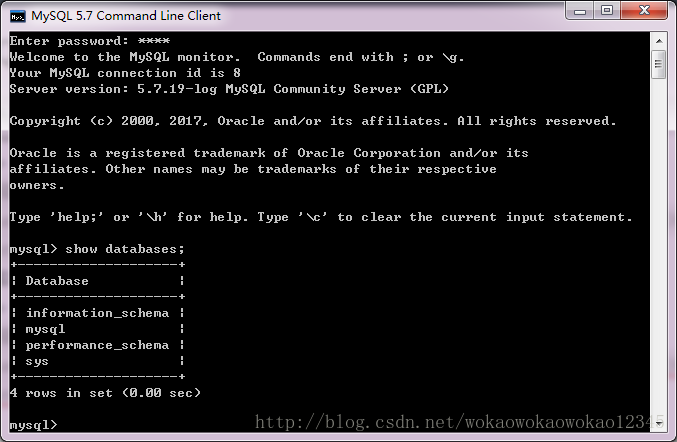 MySQL 5.7 Command Line Client
Enter password: ****
Welcome to the MySQL monitor.  Commands end with ; or \g.
Your MySQL connection id is 8
Server version: 5.7.19-log MySQL Community Server (GPL)
Copyright (c) 2000, 2017, Oracle and/or its affiliates. All rights reserved.
Oracle is a registered trademark of Oracle Corporation and/or its
affiliates. Other names may be trademarks of their respective
owners.
Type 'help;' or '\h' for help. Type '\c' to clear the current input statement.
mysql> show databases;
+--------------------+
| Database           |
+--------------------+
| information_schema |
| mysql              |
| performance_schema |
| sys                |
+--------------------+
4 rows in set (0.00 sec)
mysql>
http://blog.csdn.net/wokaowokaowokao12345